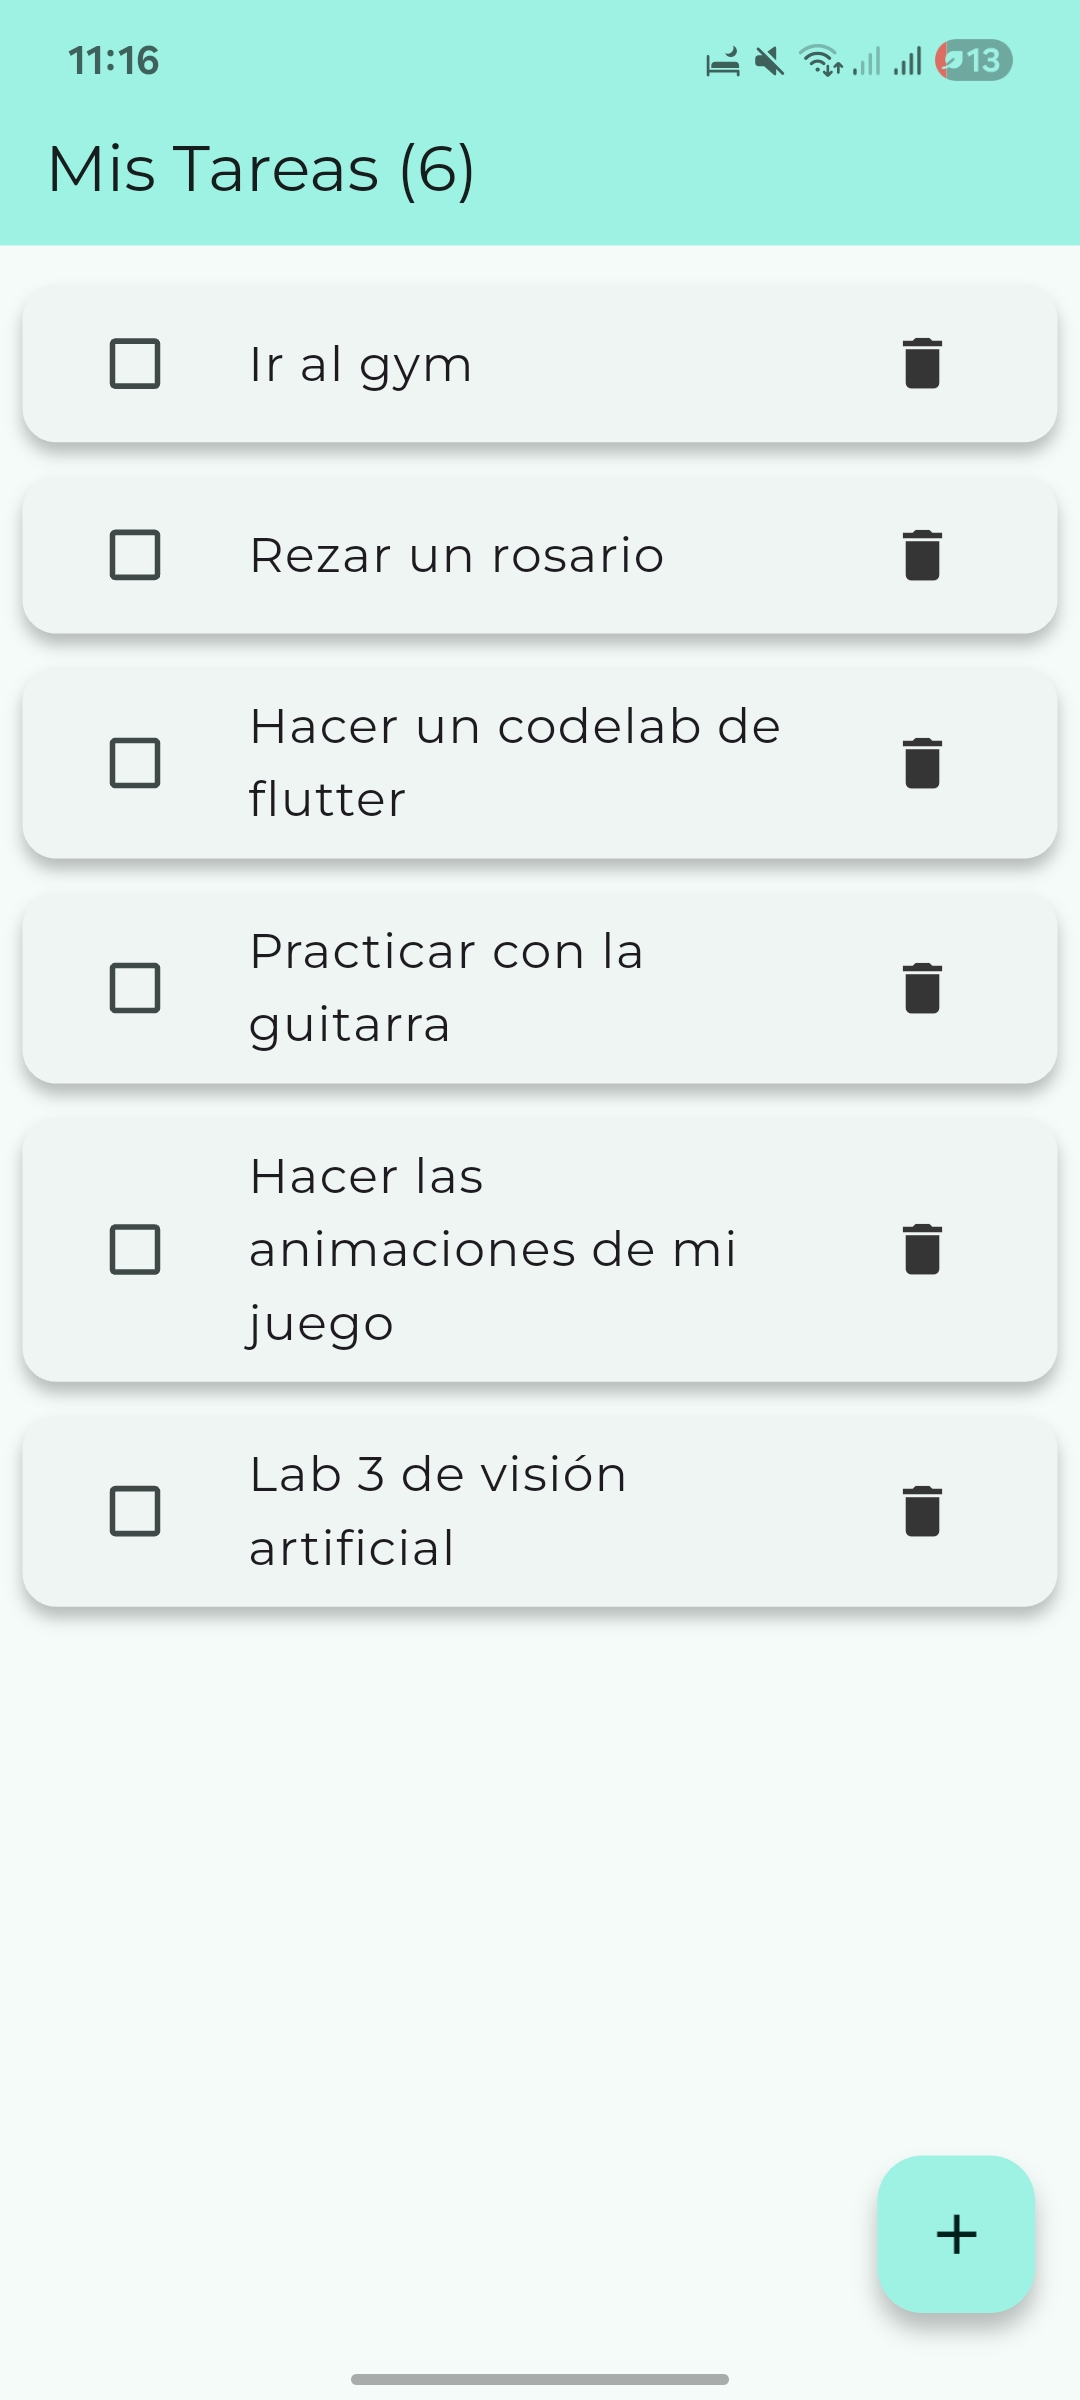 11:16
13
Mis Tareas (6)
Ir al gym
Rezar un rosario
Hacer un codelab de
flutter
Practicar con la
guitarra
Hacer las
animaciones de mi
juego
Lab 3 de visión
artificial
+